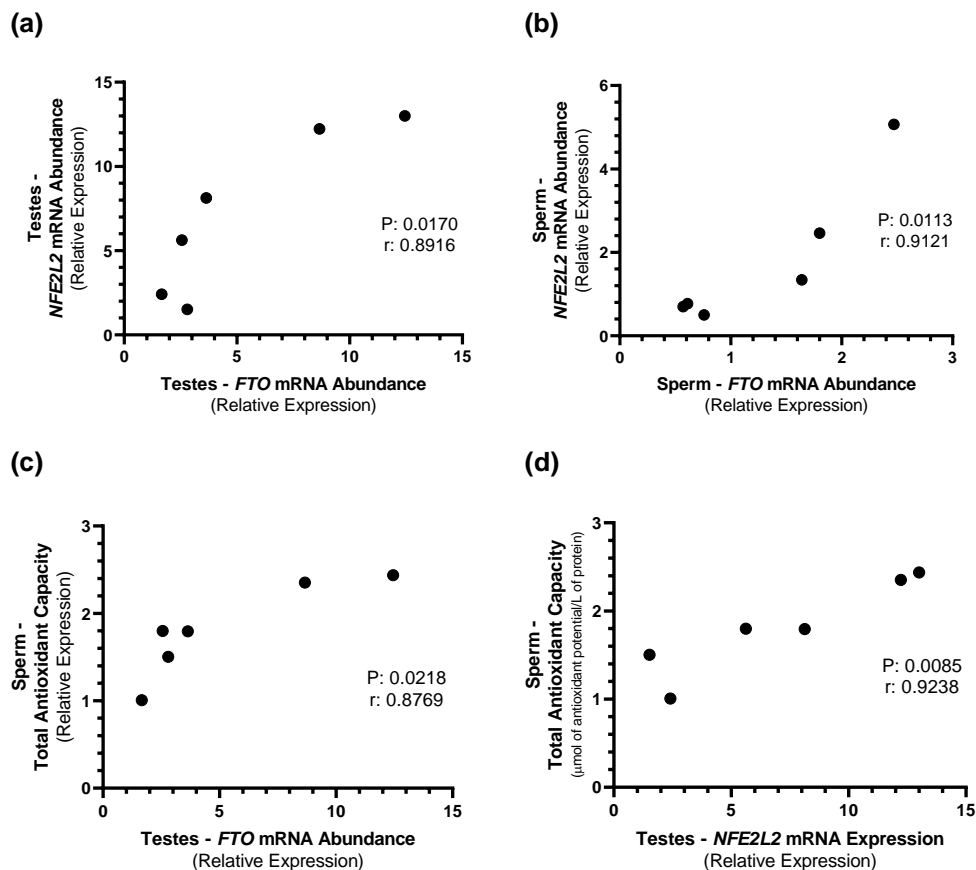 (a)
Testes -
NFE2L2 mRNA Abundance
(Relative Expression)
15
10
5
0
P: 0.0170
r: 0.8916
0 5 10 15
Testes - FTO mRNA Abundance
(Relative Expression)
(b)
Sperm -
NFE2L2 mRNA Abundance
(Relative Expression)
6
4
2
0
P: 0.0113
r: 0.9121
0 1 2 3
Sperm - FTO mRNA Abundance
(Relative Expression)
(c)
Sperm -
Total Antioxidant Capacity
(Relative Expression)
3
2
1
0
P: 0.0218
r: 0.8769
0 5 10 15
Testes - FTO mRNA Abundance
(Relative Expression)
(d)
Sperm -
Total Antioxidant Capacity
(μmol of antioxidant potential/L of protein)
3
2
1
0
P: 0.0085
r: 0.9238
0 5 10 15
Testes - NFE2L2 mRNA Expression
(Relative Expression)